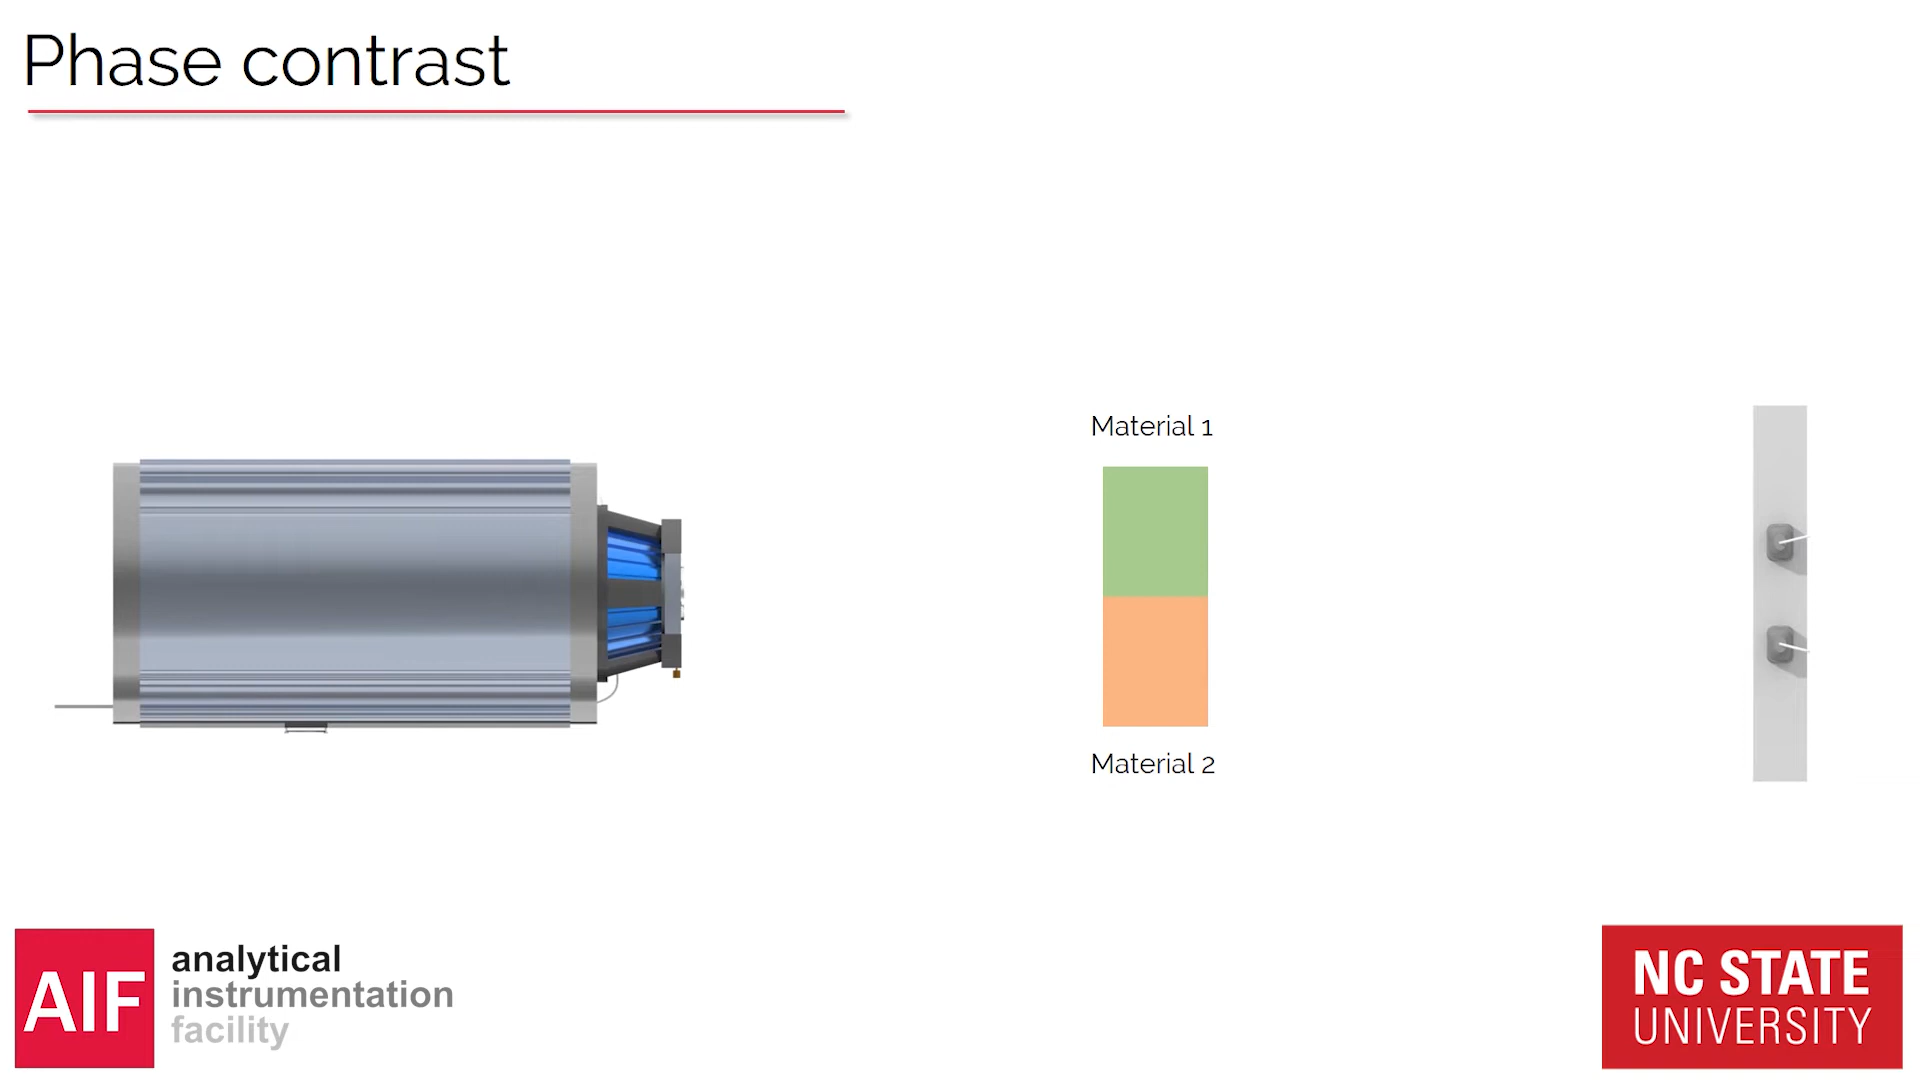 Phase contrast
Material 1
Material 2
AIF
analytical
instrumentation
facility
NC STATE
UNIVERSITY